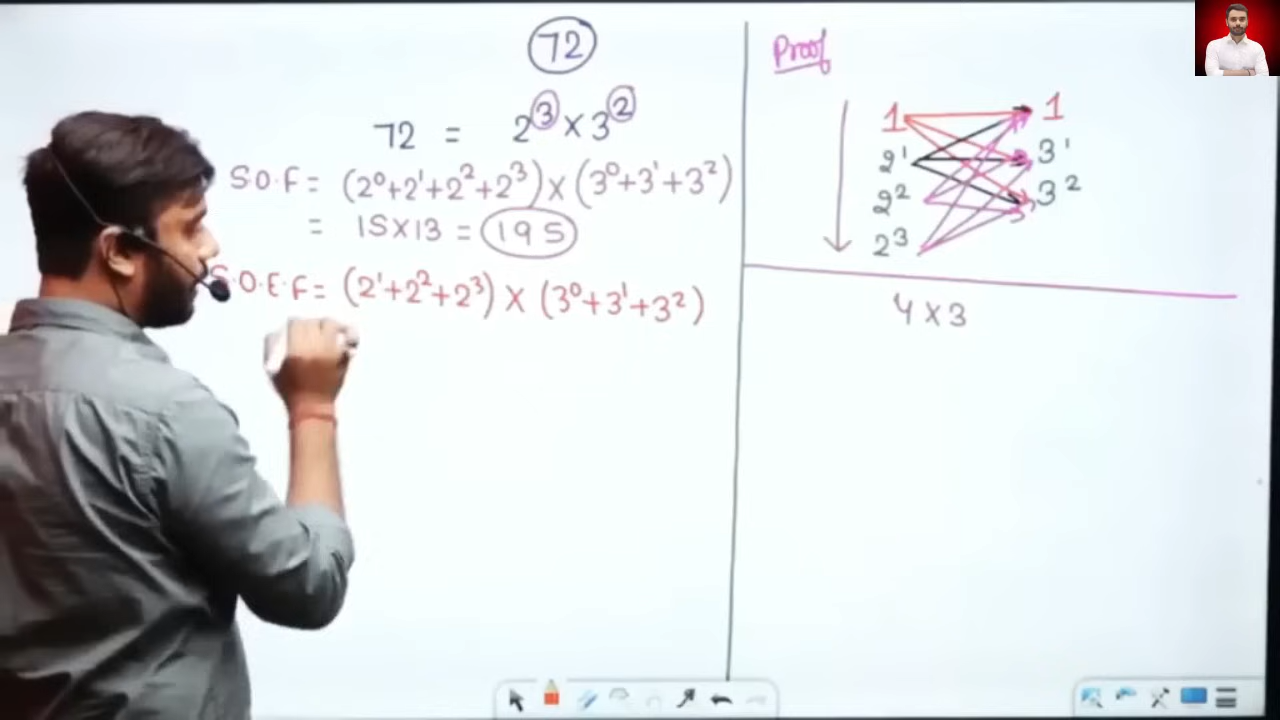 72
72 = 2³ × 3²
S.O.F = (2⁰+2¹+2²+2³) × (3⁰+3¹+3²)
= 15×13 = 195
S.O.E.F = (2¹+2²+2³) × (3⁰+3¹+3²)
Proof
1 1
2¹ 3¹
2² 3²
2³
4 × 3